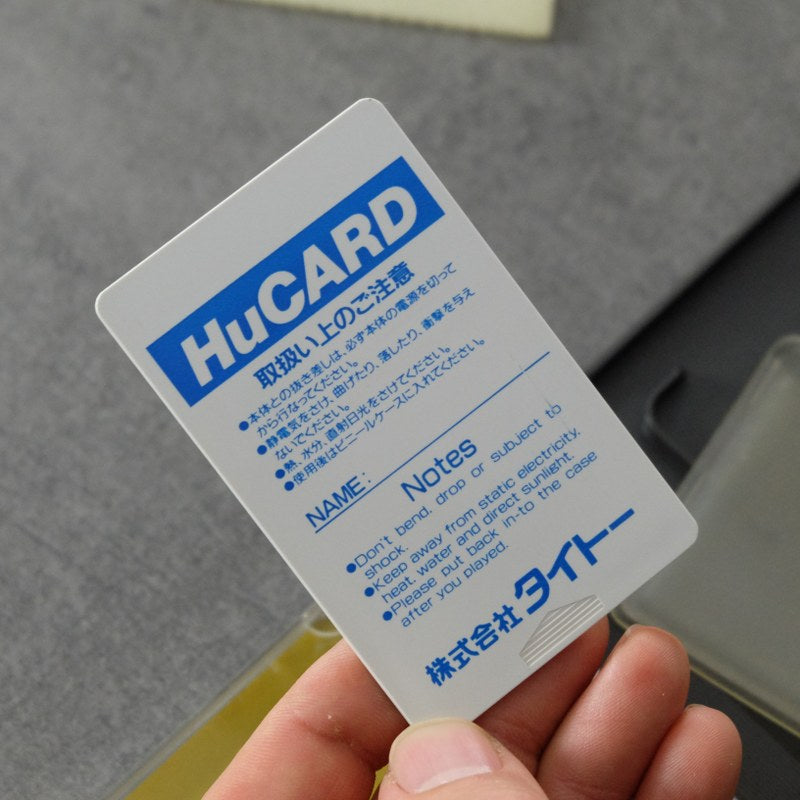 HuCARD
取扱い上のご注意
●本体との抜き差しは、必ず本体の電源を切って
から行なってください。
●静電気をさけ、曲げたり、落したり、衝撃を与え
ないでください。
●熱、水分、直射日光をさけてください。
●使用後はビニールケースに入れてください。
NAME:
Notes
●Don't bend, drop or subject to
shock.
●Keep away from static electricity,
heat, water and direct sunlight.
●Please put back in-to the case
after you played.
株式会社タイトー